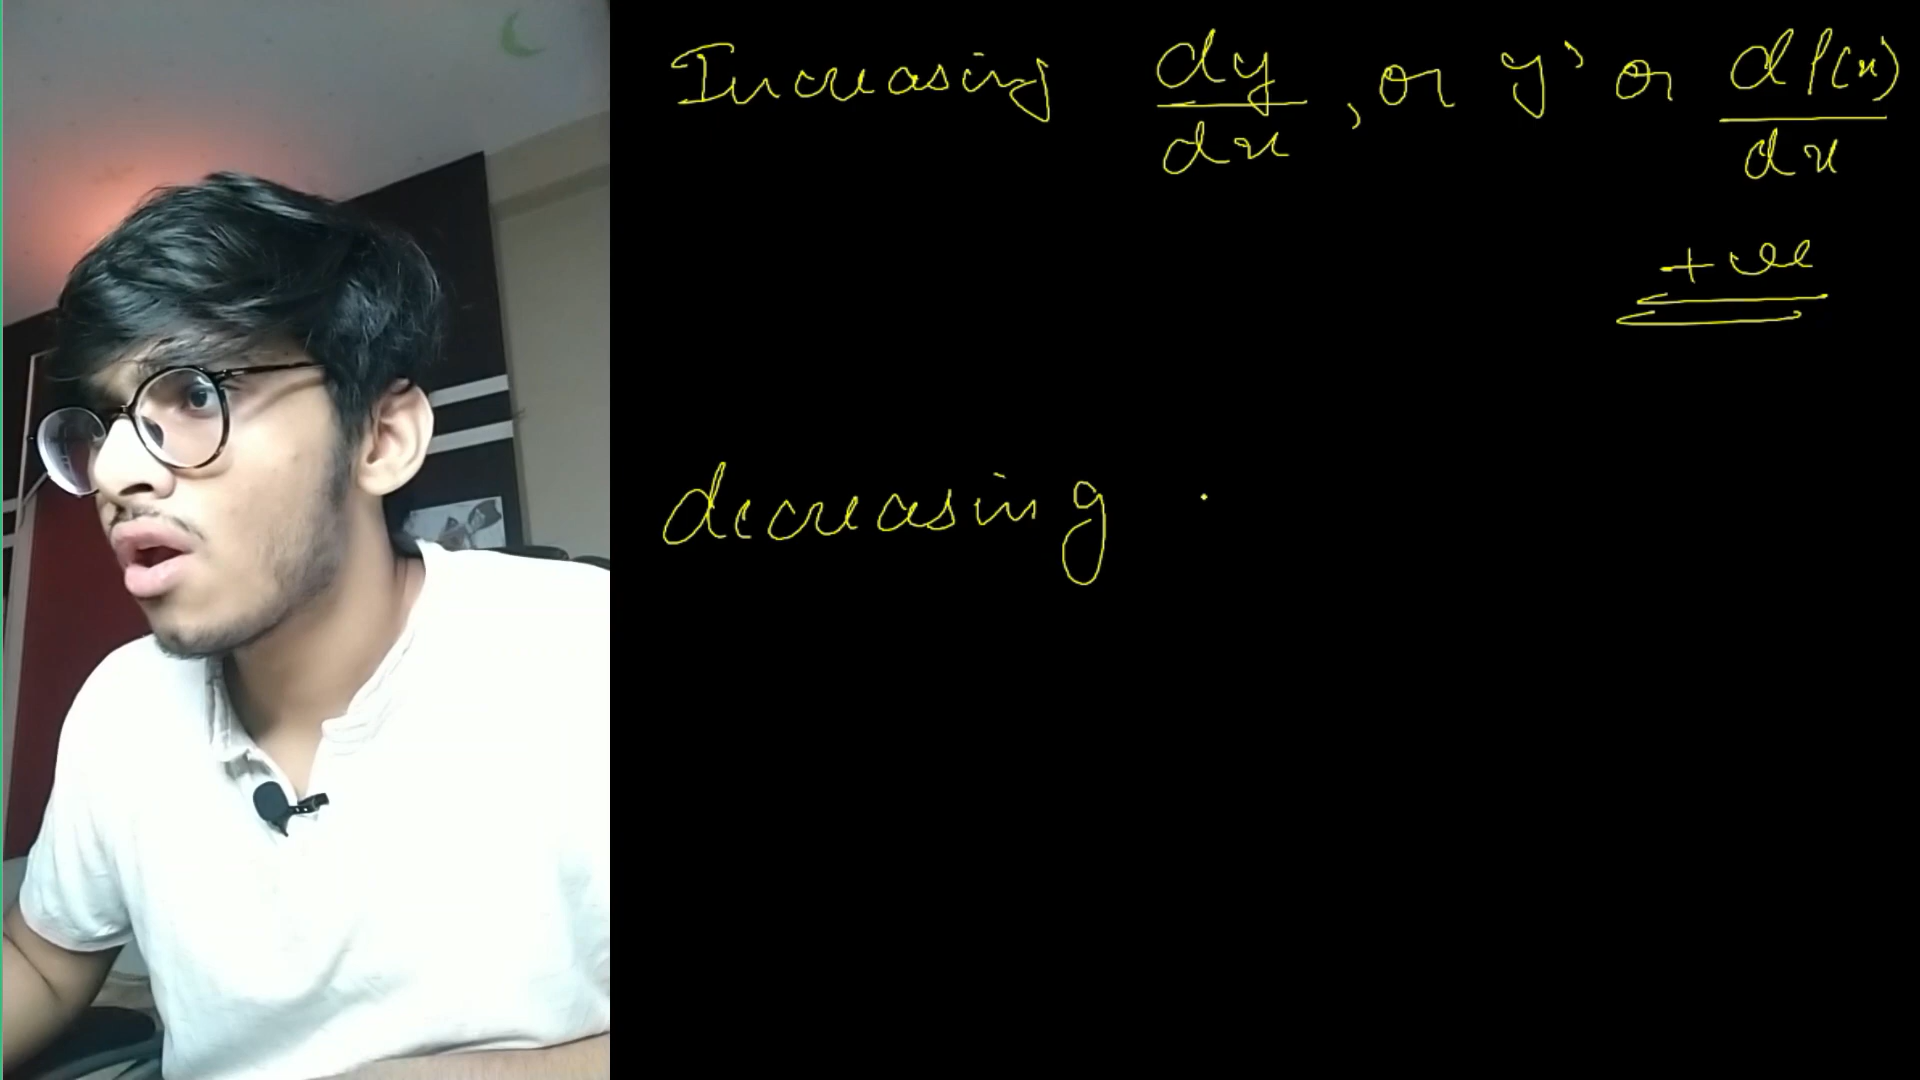 Increasing dy/dx, or y' or df(x)/dx
+ve
decreasing